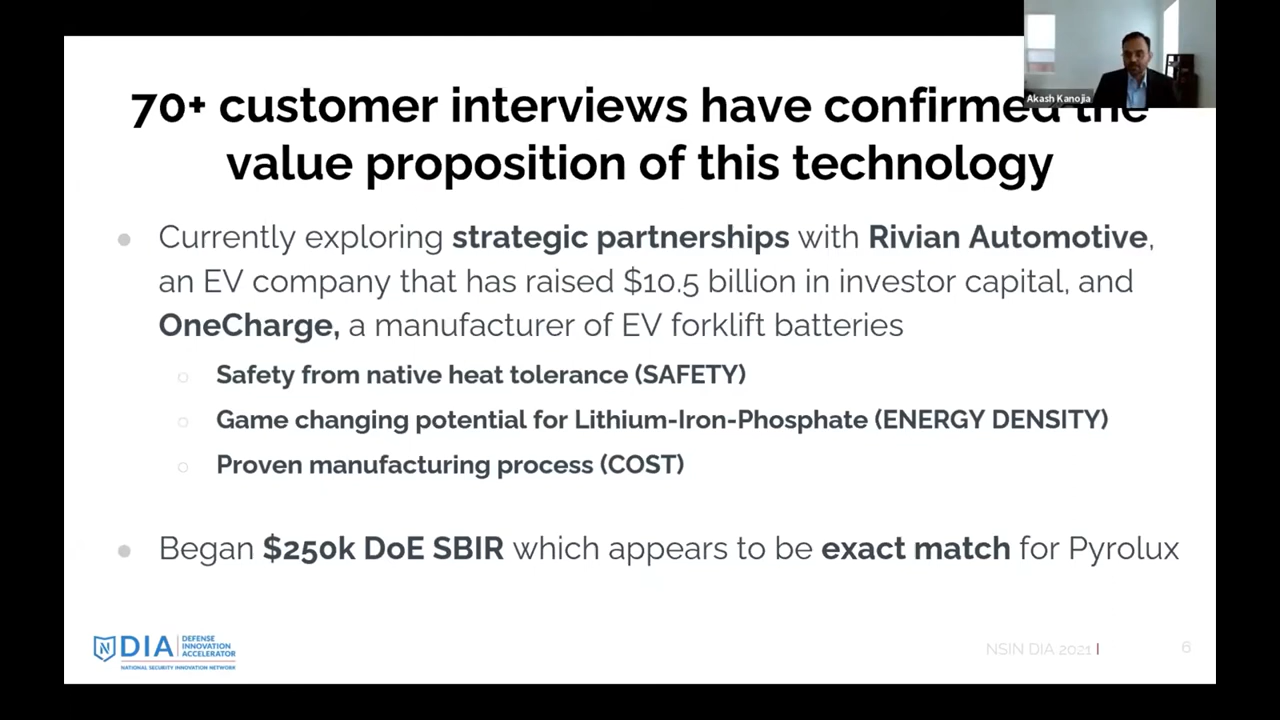 70+ customer interviews have confirmed the
value proposition of this technology
Akash Kanojia
● Currently exploring strategic partnerships with Rivian Automotive,
an EV company that has raised $10.5 billion in investor capital, and
OneCharge, a manufacturer of EV forklift batteries
○ Safety from native heat tolerance (SAFETY)
○ Game changing potential for Lithium-Iron-Phosphate (ENERGY DENSITY)
○ Proven manufacturing process (COST)
● Began $250k DoE SBIR which appears to be exact match for Pyrolux
N DIA DEFENSE
INNOVATION
ACCELERATOR
NATIONAL SECURITY INNOVATION NETWORK
NSIN DIA 2021 |
6